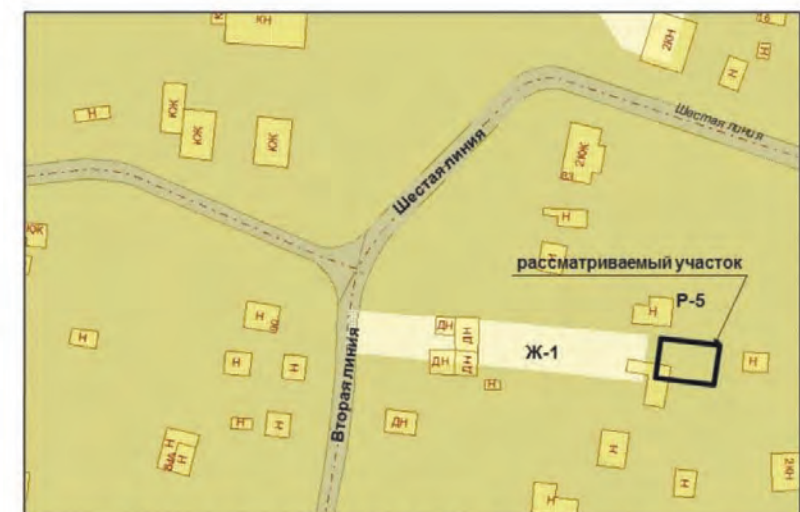 КН
2КН
Н
Н
Н
КЖ
КЖ
КЖ
Шестая линия
Шестая линия
2КЖ
Н
КЖ
Н
рассматриваемый участок
Р-5
Н
Н
ДН
ДН
Н
Ж-1
ДН
ДН
Н
Н
Н
Н
Вторая линия
Н
Н
ДН
Н
Н
Н
Н
2КН
Н